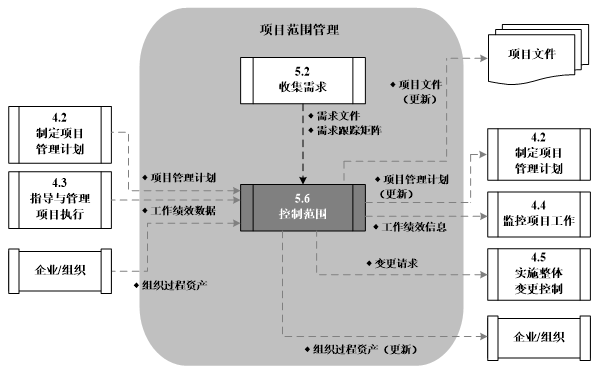 项目范围管理
5.2
收集需求
◆需求文件
◆需求跟踪矩阵
4.2
制定项目
管理计划
4.3
指导与管理
项目执行
企业/组织
◆项目管理计划
◆工作绩效数据
◆组织过程资产
5.6
控制范围
◆项目文件
（更新）
◆项目管理计划
（更新）
◆工作绩效信息
◆变更请求
◆组织过程资产（更新）
项目文件
4.2
制定项目
管理计划
4.4
监控项目工作
4.5
实施整体
变更控制
企业/组织